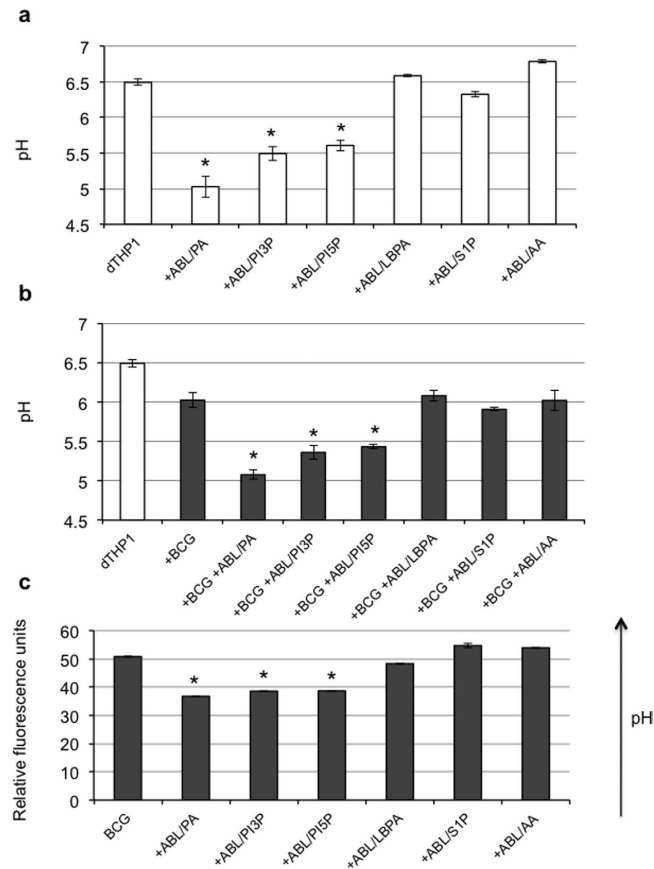 a
7
6.5
6
5.5
5
4.5
pH
* * *
dTHP1 +ABL/PA +ABL/PI3P +ABL/PI5P +ABL/LBPA +ABL/S1P +ABL/AA
b
7
6.5
6
5.5
5
4.5
pH
* * *
dTHP1 +BCG +BCG +ABL/PA +BCG +ABL/PI3P +BCG +ABL/PI5P +BCG +ABL/LBPA +BCG +ABL/S1P +BCG +ABL/AA
c
60
50
40
30
20
10
0
Relative fluorescence units
* * *
BCG +ABL/PA +ABL/PI3P +ABL/PI5P +ABL/LBPA +ABL/S1P +ABL/AA
pH